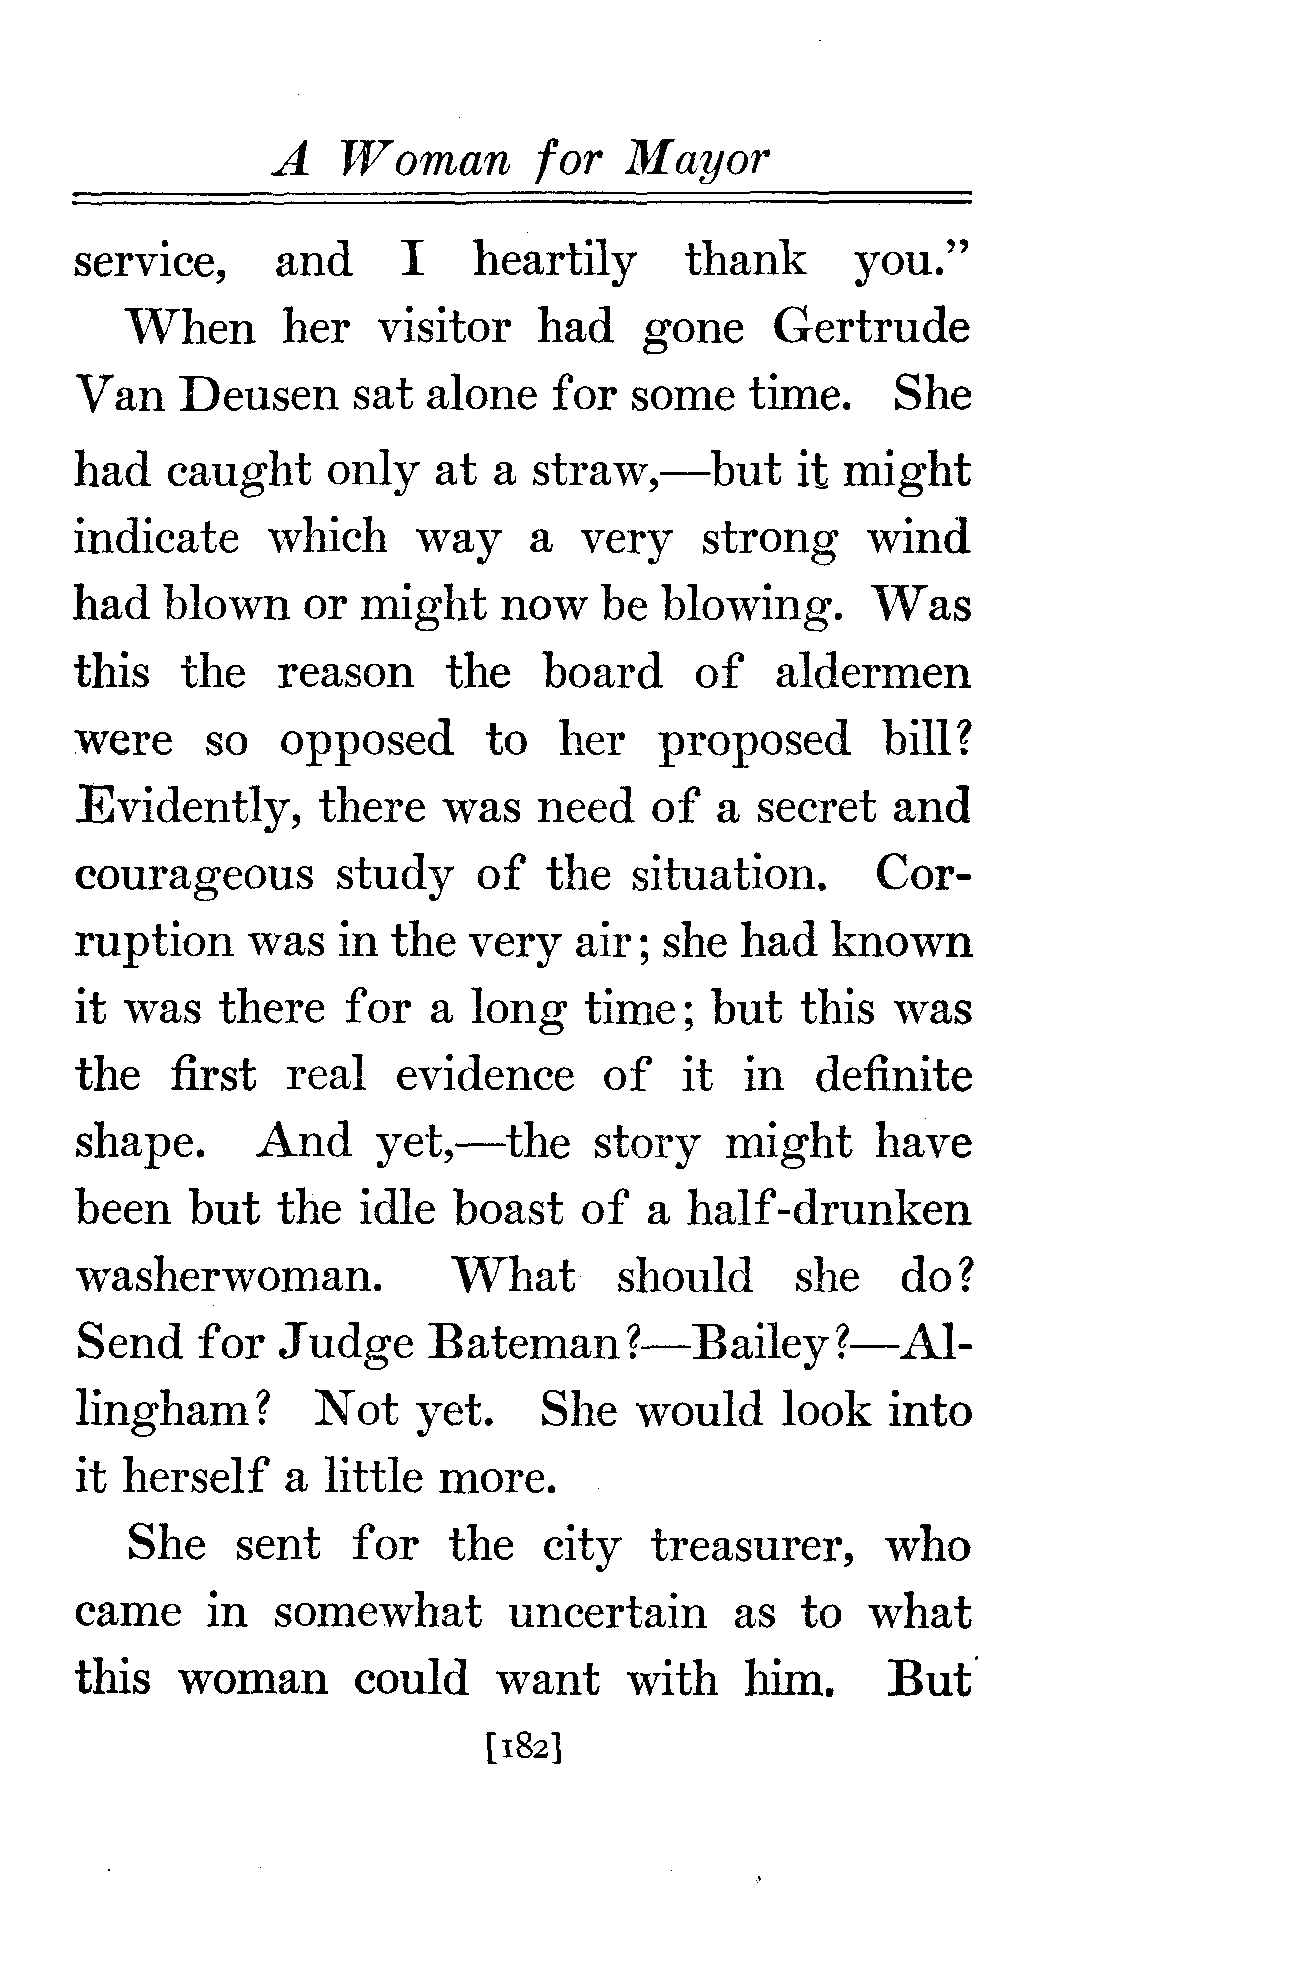 A Woman for Mayor
service, and I heartily thank you.”
When her visitor had gone Gertrude
Van Deusen sat alone for some time. She
had caught only at a straw,—but it might
indicate which way a very strong wind
had blown or might now be blowing. Was
this the reason the board of aldermen
were so opposed to her proposed bill?
Evidently, there was need of a secret and
courageous study of the situation. Cor-
ruption was in the very air; she had known
it was there for a long time; but this was
the first real evidence of it in definite
shape. And yet,—the story might have
been but the idle boast of a half-drunken
washerwoman. What should she do?
Send for Judge Bateman?—Bailey?—Al-
lingham? Not yet. She would look into
it herself a little more.
She sent for the city treasurer, who
came in somewhat uncertain as to what
this woman could want with him. But
[182]